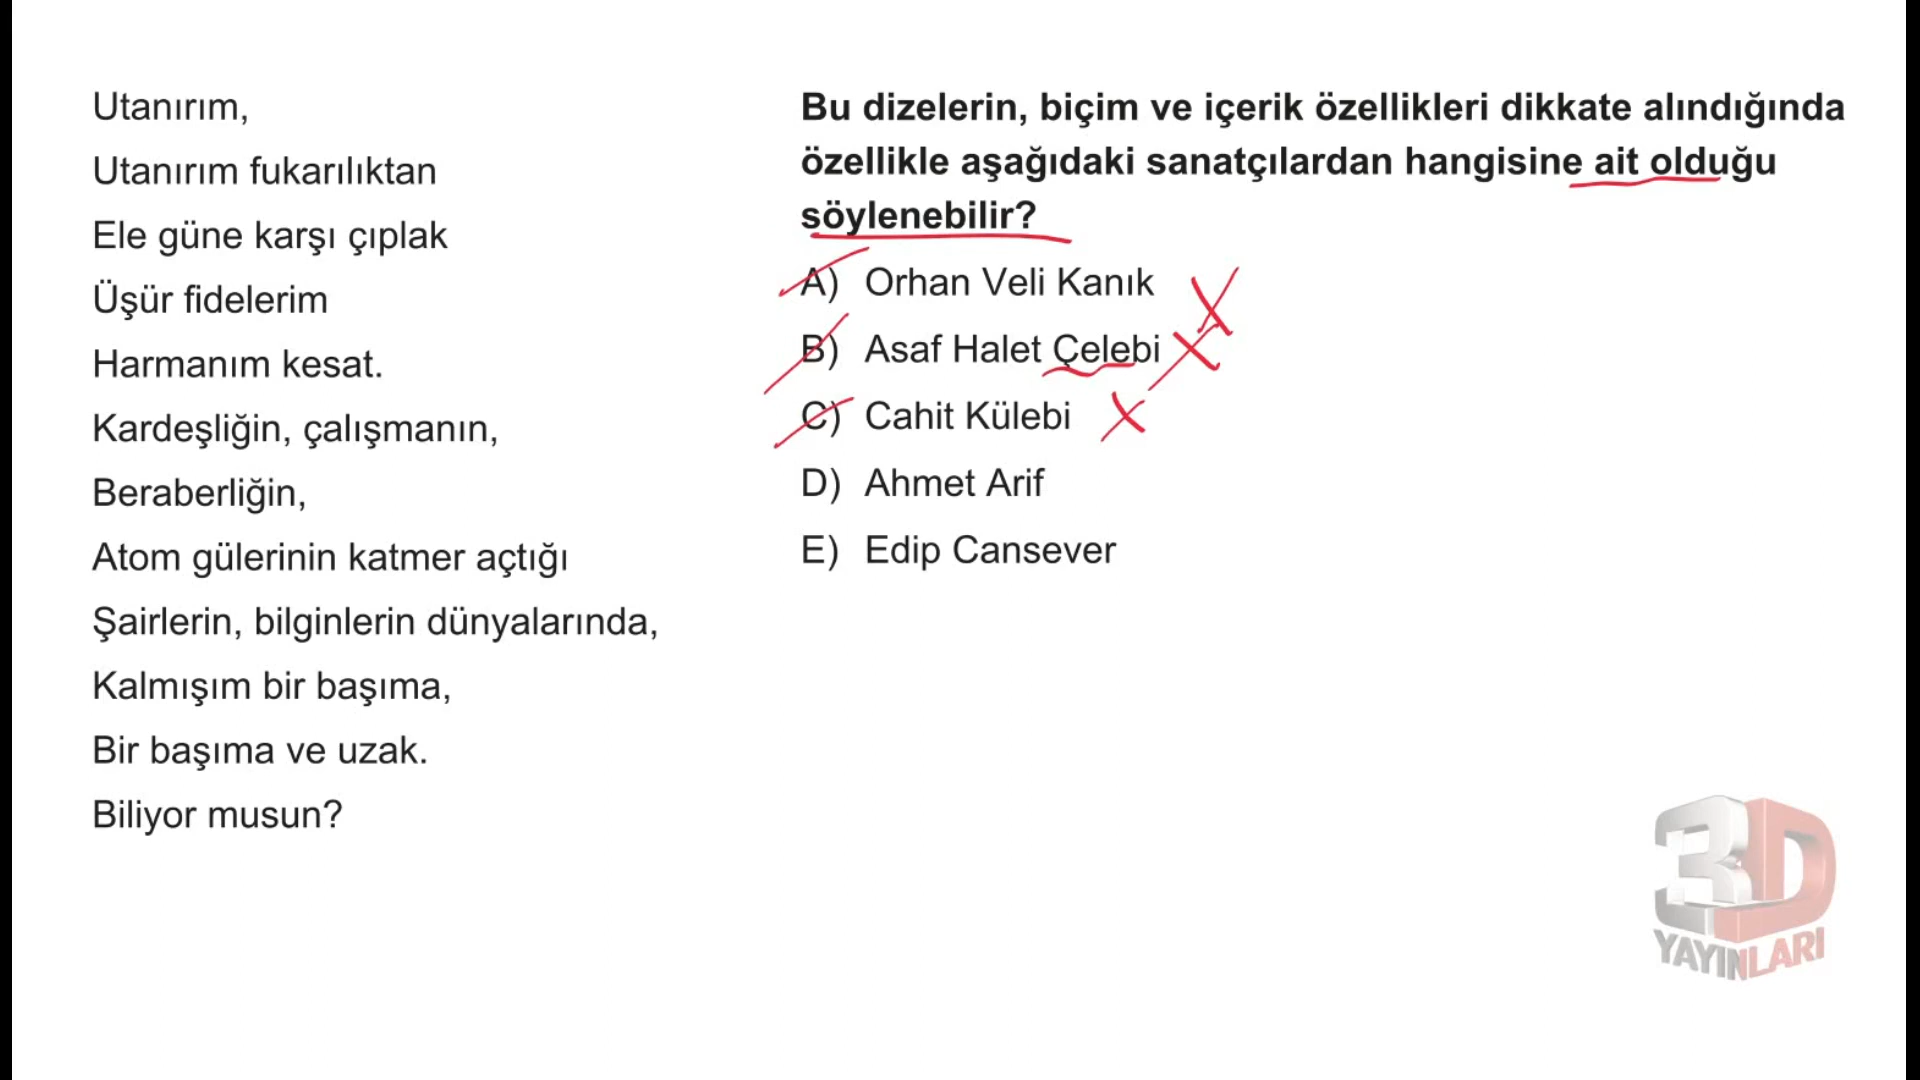 Utanırım,
Utanırım fukarılıktan
Ele güne karşı çıplak
Üşür fidelerim
Harmanım kesat.
Kardeşliğin, çalışmanın,
Beraberliğin,
Atom gülerinin katmer açtığı
Şairlerin, bilginlerin dünyalarında,
Kalmışım bir başıma,
Bir başıma ve uzak.
Biliyor musun?
Bu dizelerin, biçim ve içerik özellikleri dikkate alındığında
özellikle aşağıdaki sanatçılardan hangisine ait olduğu
söylenebilir?
A) Orhan Veli Kanık
B) Asaf Halet Çelebi
C) Cahit Külebi
D) Ahmet Arif
E) Edip Cansever
3D
YAYINLARI